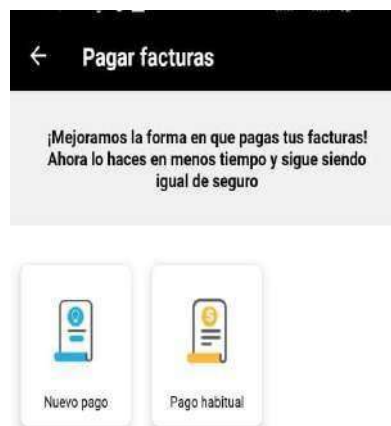 Pagar facturas
¡Mejoramos la forma en que pagas tus facturas!
Ahora lo haces en menos tiempo y sigue siendo
igual de seguro
Nuevo pago
Pago habitual